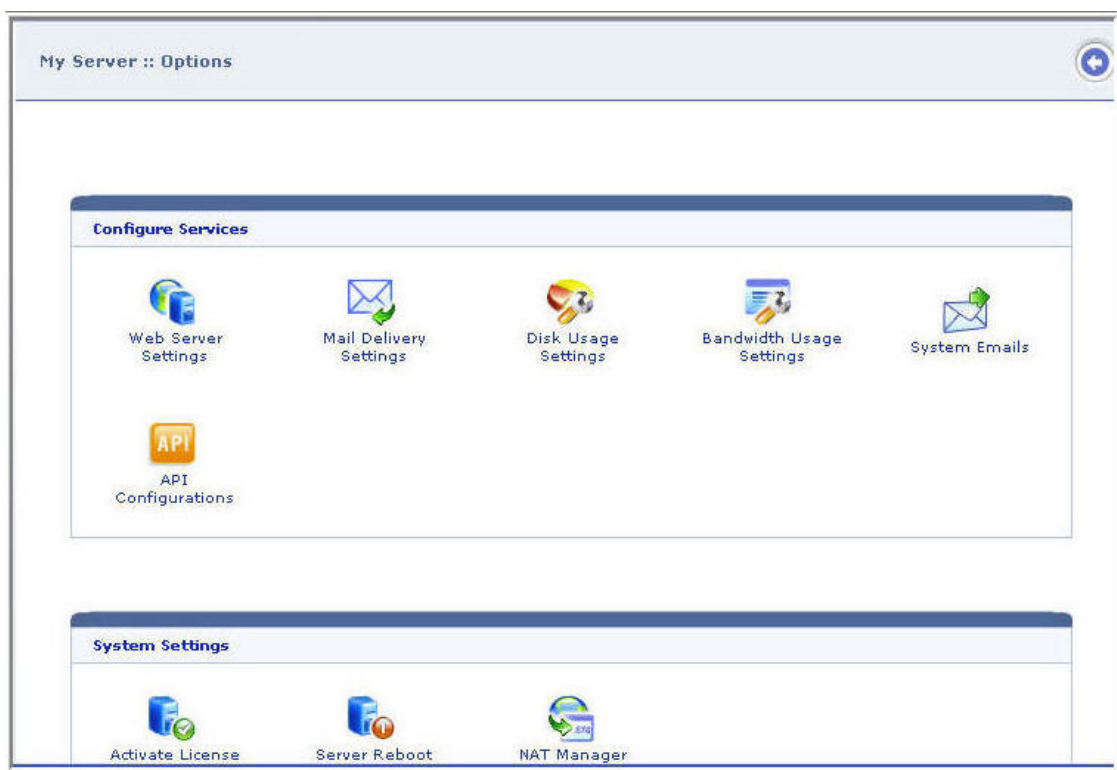 My Server :: Options
Configure Services
Web Server
Settings
Mail Delivery
Settings
Disk Usage
Settings
Bandwidth Usage
Settings
System Emails
API
API
Configurations
System Settings
Activate License
Server Reboot
NAT Manager